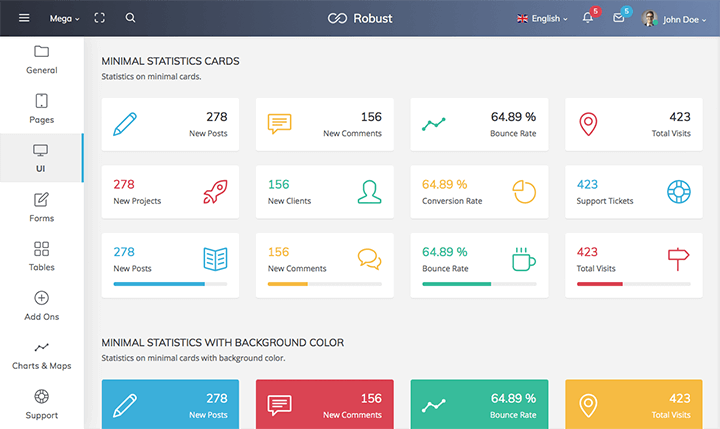 Mega
Robust
English
5
5
John Doe
General
Pages
UI
Forms
Tables
Add Ons
Charts & Maps
Support
MINIMAL STATISTICS CARDS
Statistics on minimal cards.
278
New Posts
156
New Comments
64.89 %
Bounce Rate
423
Total Visits
278
New Projects
156
New Clients
64.89 %
Conversion Rate
423
Support Tickets
278
New Posts
156
New Comments
64.89 %
Bounce Rate
423
Total Visits
MINIMAL STATISTICS WITH BACKGROUND COLOR
Statistics on minimal cards with background color.
278
New Posts
156
New Comments
64.89 %
Bounce Rate
423
Total Visits